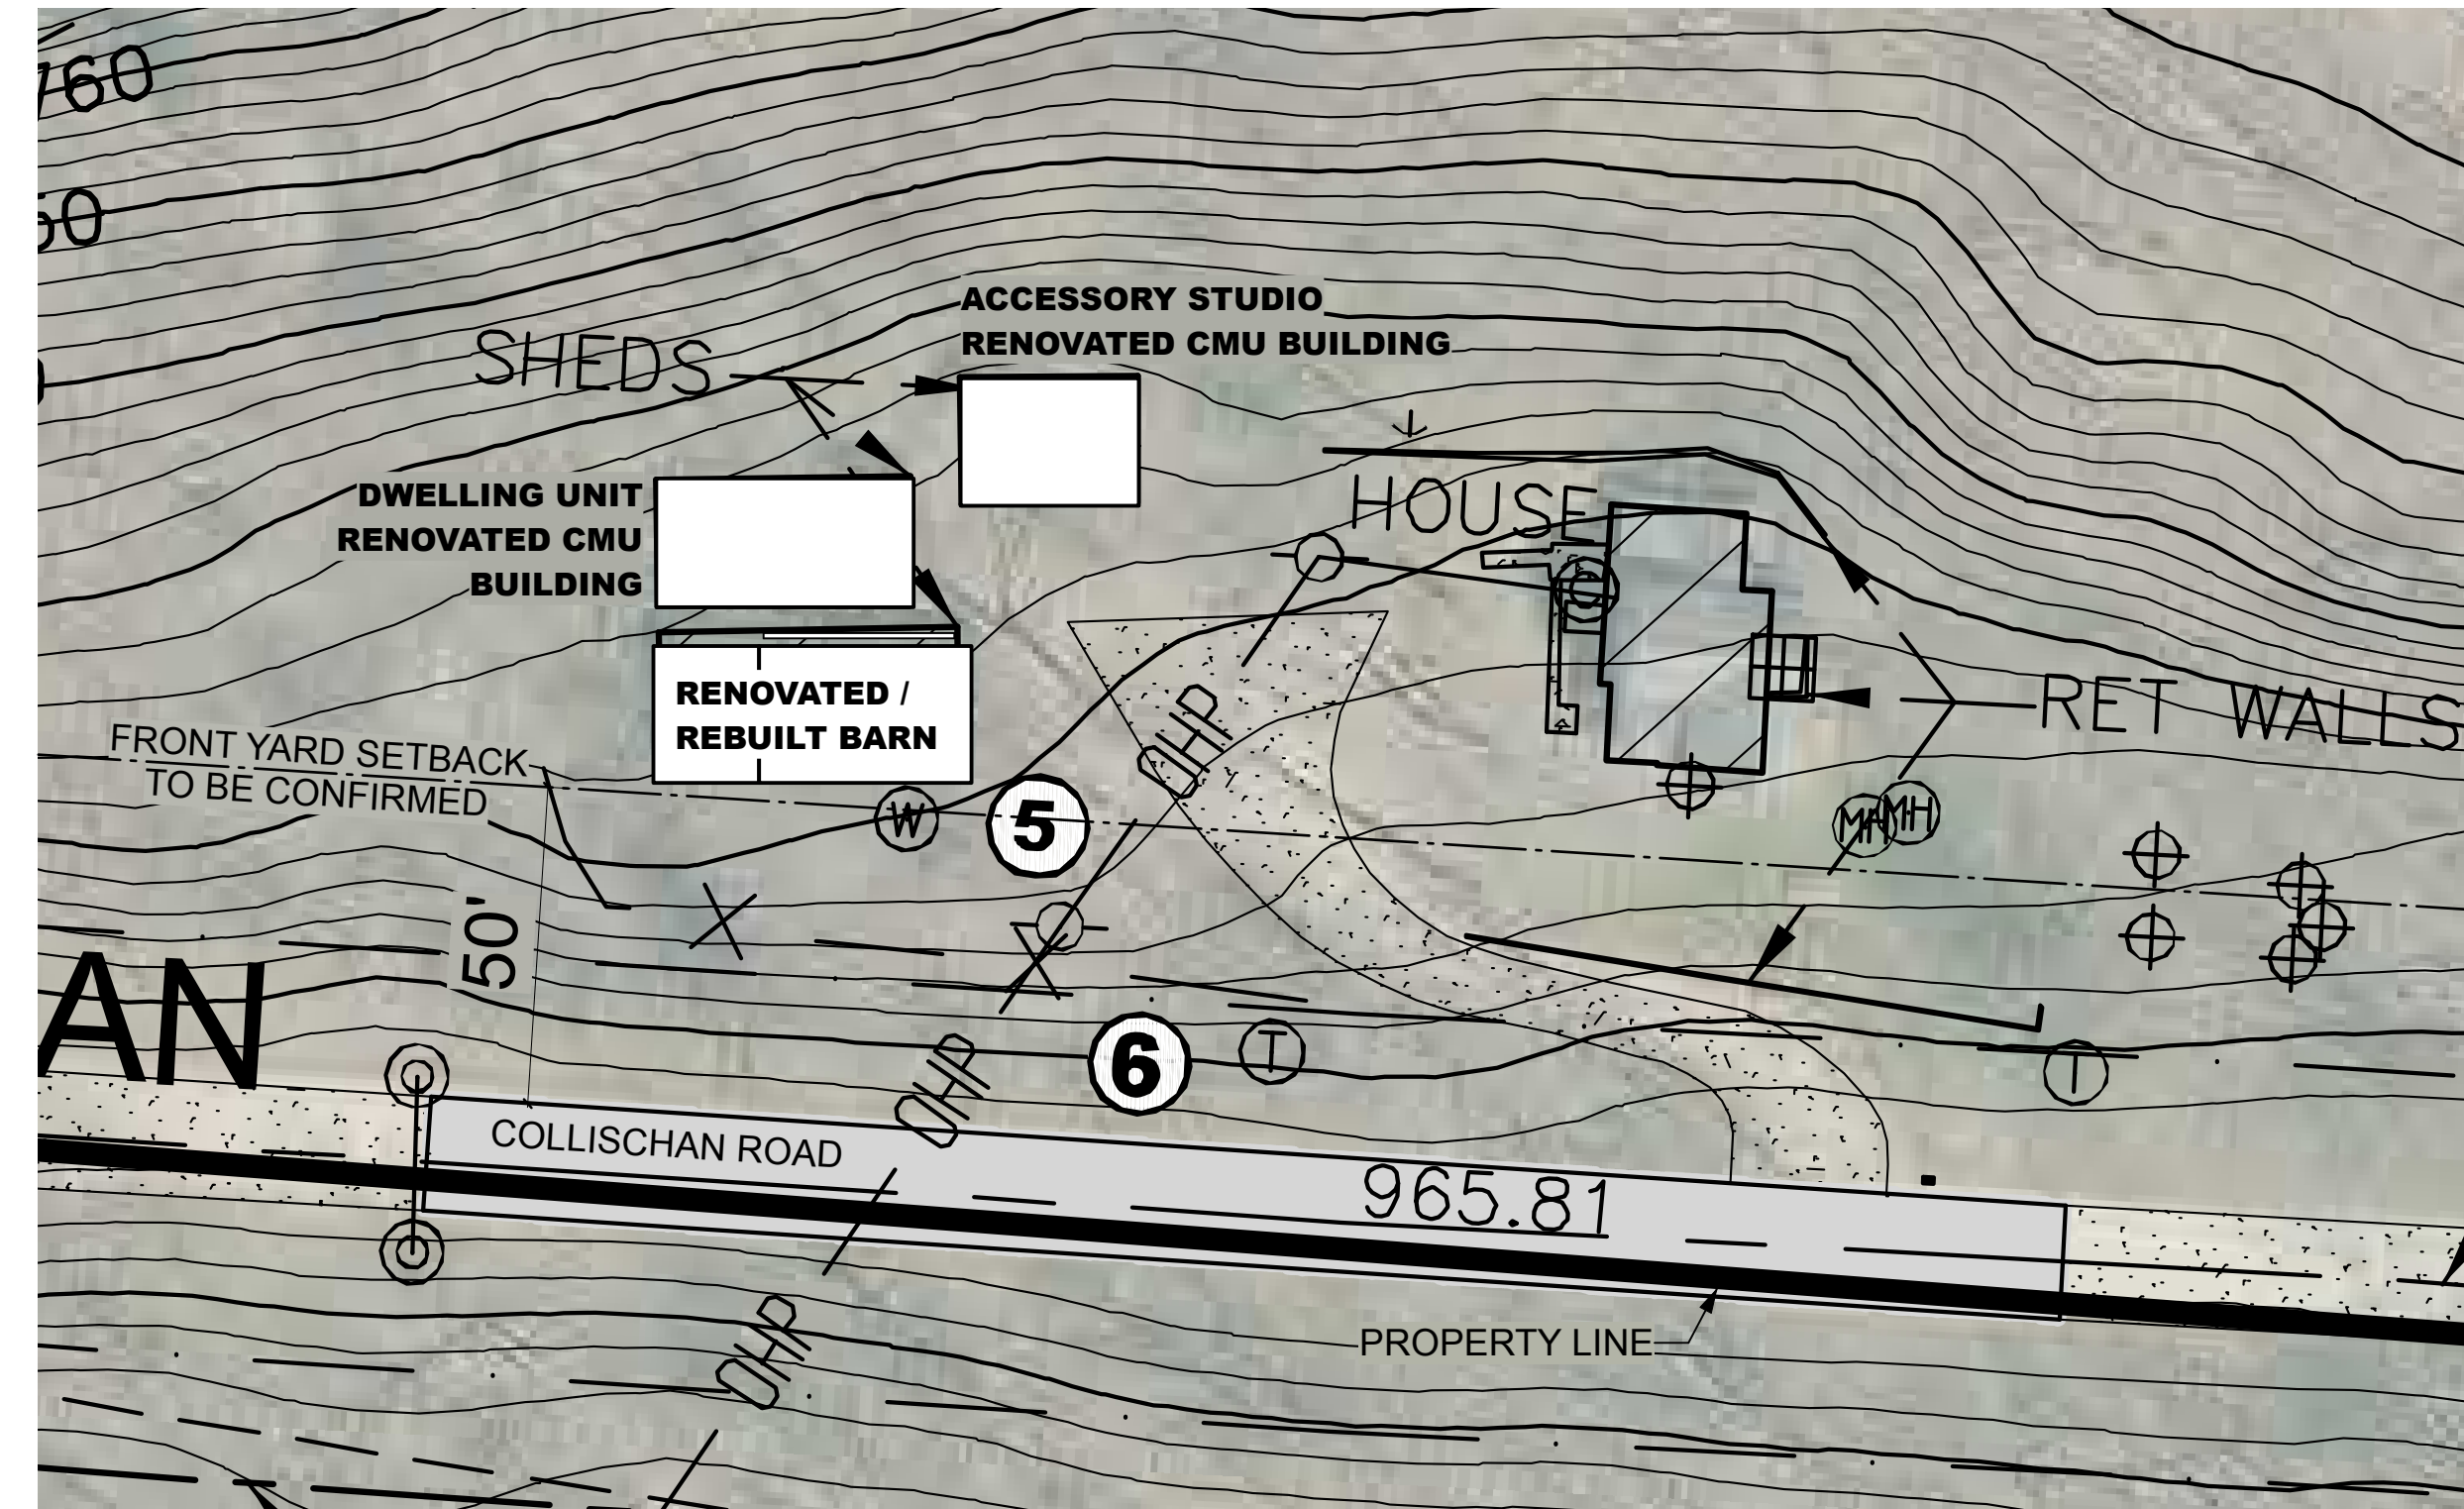 760
SHEDS
ACCESSORY STUDIO
RENOVATED CMU BUILDING
DWELLING UNIT
RENOVATED CMU
BUILDING
HOUSE
RENOVATED /
REBUILT BARN
RET WALLS
FRONT YARD SETBACK
TO BE CONFIRMED
OHP
W
5
MH
MH
50'
AN
6
T
T
OHP
COLLISCHAN ROAD
965.81
OHP
PROPERTY LINE